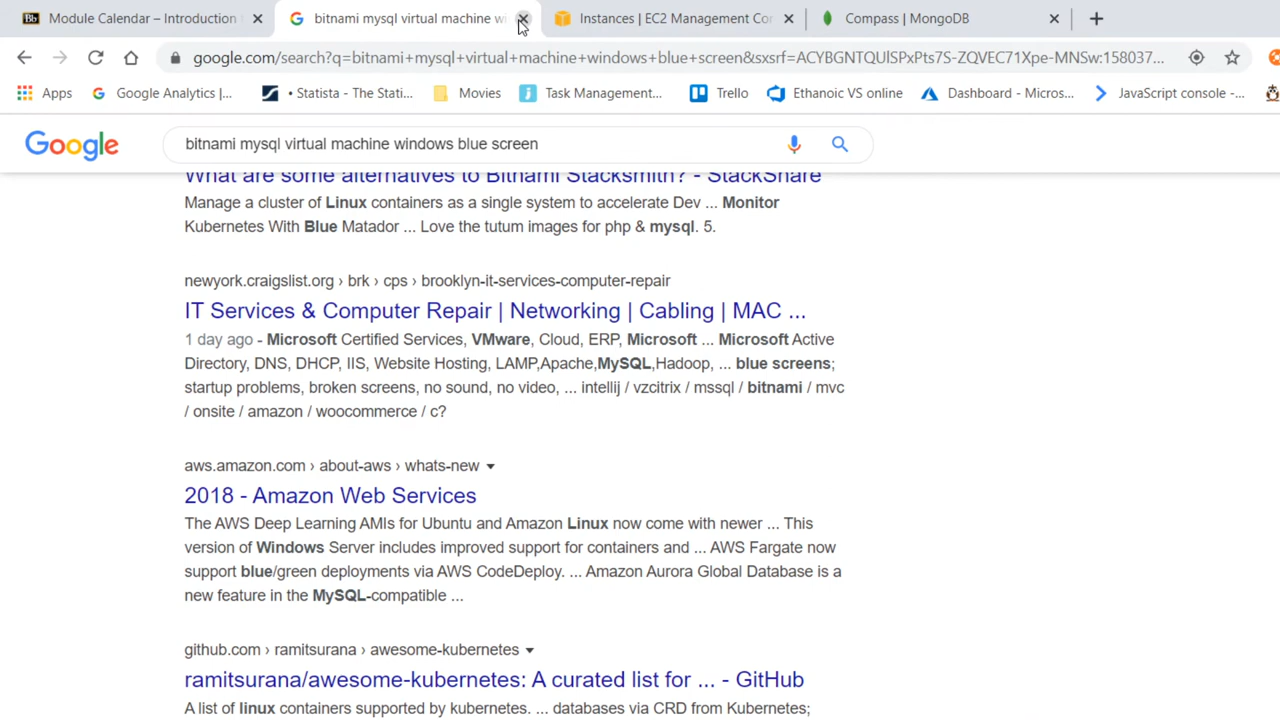 Module Calendar – Introduction
bitnami mysql virtual machine wi
Instances | EC2 Management Con
Compass | MongoDB
google.com/search?q=bitnami+mysql+virtual+machine+windows+blue+screen&sxsrf=ACYBGNTQUlSPxPts7S-ZQVEC71Xpe-MNSw:158037...
Apps
Google Analytics |...
• Statista - The Stati...
Movies
Task Management...
Trello
Ethanoic VS online
Dashboard - Micros...
JavaScript console -...
Google
bitnami mysql virtual machine windows blue screen
What are some alternatives to Bitnami Stacksmith? - StackShare
Manage a cluster of Linux containers as a single system to accelerate Dev ... Monitor
Kubernetes With Blue Matador ... Love the tutum images for php & mysql. 5.
newyork.craigslist.org › brk › cps › brooklyn-it-services-computer-repair
IT Services & Computer Repair | Networking | Cabling | MAC ...
1 day ago - Microsoft Certified Services, VMware, Cloud, ERP, Microsoft ... Microsoft Active
Directory, DNS, DHCP, IIS, Website Hosting, LAMP,Apache,MySQL,Hadoop, ... blue screens;
startup problems, broken screens, no sound, no video, ... intellij / vzcitrix / mssql / bitnami / mvc
/ onsite / amazon / woocommerce / c?
aws.amazon.com › about-aws › whats-new
2018 - Amazon Web Services
The AWS Deep Learning AMIs for Ubuntu and Amazon Linux now come with newer ... This
version of Windows Server includes improved support for containers and ... AWS Fargate now
support blue/green deployments via AWS CodeDeploy. ... Amazon Aurora Global Database is a
new feature in the MySQL-compatible ...
github.com › ramitsurana › awesome-kubernetes
ramitsurana/awesome-kubernetes: A curated list for ... - GitHub
A list of linux containers supported by kubernetes. ... databases via CRD from Kubernetes;